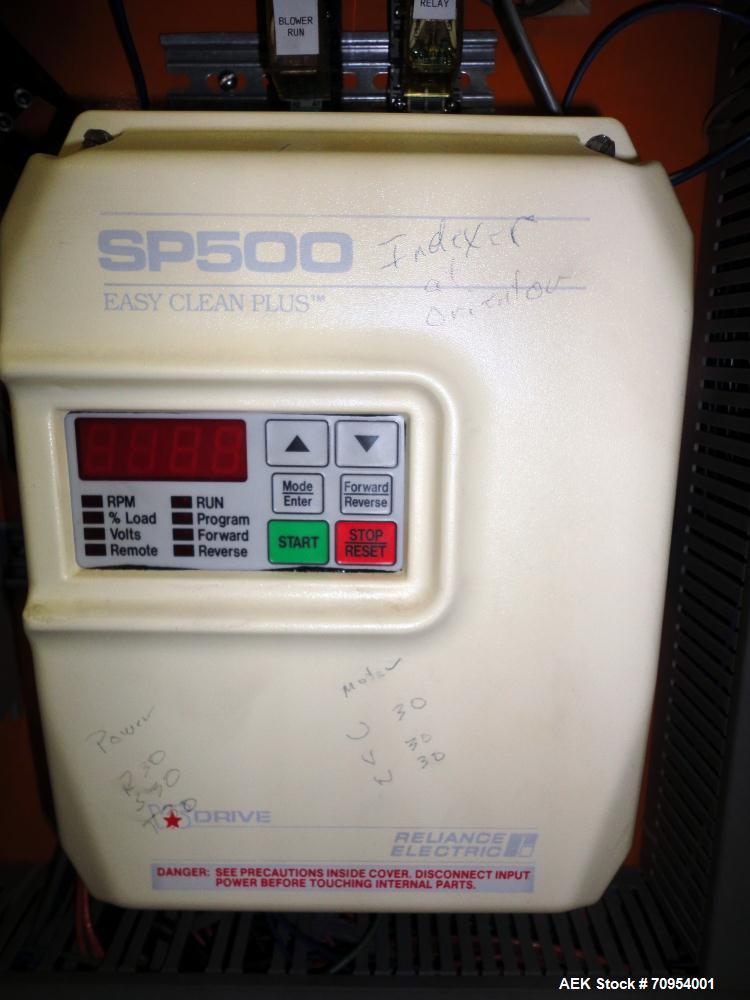 BLOWER
RUN
RELAY
SP500
Indexer
at
orientor
EASY CLEAN PLUS™
RPM
% Load
Volts
Remote
RUN
Program
Forward
Reverse
Mode
Enter
Forward
Reverse
START
STOP
RESET
Motor
U 30
V 30
W 30
Power
R 30
S 30
T 30
DRIVE
RELIANCE
ELECTRIC
DANGER: SEE PRECAUTIONS INSIDE COVER. DISCONNECT INPUT
POWER BEFORE TOUCHING INTERNAL PARTS.
AEK Stock# 70954001